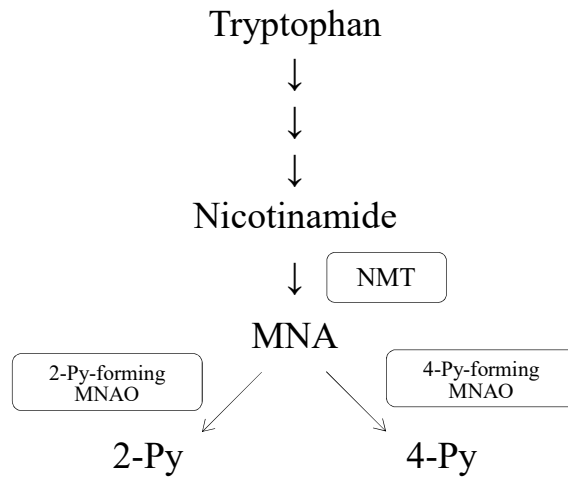 Tryptophan
Nicotinamide
NMT
MNA
2-Py-forming
MNAO
4-Py-forming
MNAO
2-Py
4-Py